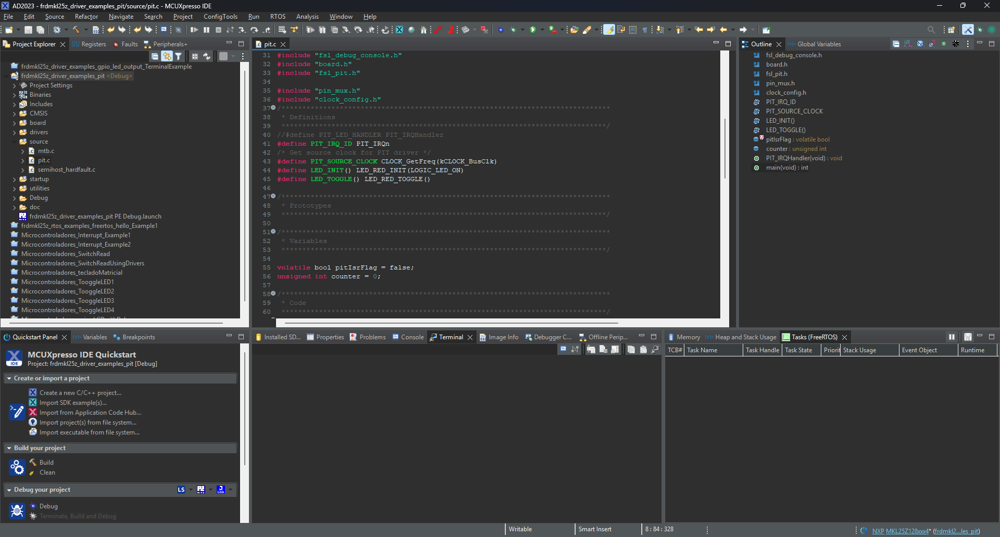 AD2023 - frdmkl25z_driver_examples_pit/source/pit.c - MCUXpresso IDE
File Edit Source Refactor Navigate Search Project ConfigTools Run RTOS Analysis Window Help
Project Explorer Registers Faults Peripherals+
frdmkl25z_driver_examples_gpio_led_output_TerminalExample
frdmkl25z_driver_examples_pit <Debug>
Project Settings
Binaries
Includes
CMSIS
board
drivers
source
mtb.c
pit.c
semihost_hardfault.c
startup
utilities
Debug
doc
frdmkl25z_driver_examples_pit PE Debug.launch
frdmkl25z_rtos_examples_freertos_hello_Example1
Microcontroladores_Interrupt_Example1
Microcontroladores_Interrupt_Example2
Microcontroladores_SwitchRead
Microcontroladores_SwitchReadUsingDrivers
Microcontroladores_tecladoMatricial
Microcontroladores_TooggleLED1
Microcontroladores_TooggleLED2
Microcontroladores_TooggleLED3
Microcontroladores_TooggleLED4
pit.c
31 #include "fsl_debug_console.h"
32 #include "board.h"
33 #include "fsl_pit.h"
34
35 #include "pin_mux.h"
36 #include "clock_config.h"
37 /*******************************************************************************
38 * Definitions
39 ******************************************************************************/
40 //#define PIT_LED_HANDLER PIT_IRQHandler
41 #define PIT_IRQ_ID PIT_IRQn
42 /* Get source clock for PIT driver */
43 #define PIT_SOURCE_CLOCK CLOCK_GetFreq(kCLOCK_BusClk)
44 #define LED_INIT() LED_RED_INIT(LOGIC_LED_ON)
45 #define LED_TOGGLE() LED_RED_TOGGLE()
46
47 /*******************************************************************************
48 * Prototypes
49 ******************************************************************************/
50
51 /*******************************************************************************
52 * Variables
53 ******************************************************************************/
54
55 volatile bool pitIsrFlag = false;
56 unsigned int counter = 0;
57
58 /*******************************************************************************
59 * Code
60 ******************************************************************************/
Outline Global Variables
fsl_debug_console.h
board.h
fsl_pit.h
pin_mux.h
clock_config.h
PIT_IRQ_ID
PIT_SOURCE_CLOCK
LED_INIT()
LED_TOGGLE()
pitIsrFlag : volatile bool
counter : unsigned int
PIT_IRQHandler(void) : void
main(void) : int
Quickstart Panel Variables Breakpoints
MCUXpresso IDE Quickstart
Project: frdmkl25z_driver_examples_pit [Debug]
IDE
Create or import a project
Create a new C/C++ project...
Import SDK example(s)...
Import from Application Code Hub...
Import project(s) from file system...
Import executable from file system...
Build your project
Build
Clean
Debug your project LS
Debug
Terminate, Build and Debug
Installed SD... Properties Problems Console Terminal Image Info Debugger C... Offline Perip...
Memory Heap and Stack Usage Tasks (FreeRTOS)
TCB# Task Name Task Handle Task State Priorit Stack Usage Event Object Runtime
Writable Smart Insert 8 : 84 : 328
NXP MKL25Z128xxx4* (frdmkl2...les_pit)